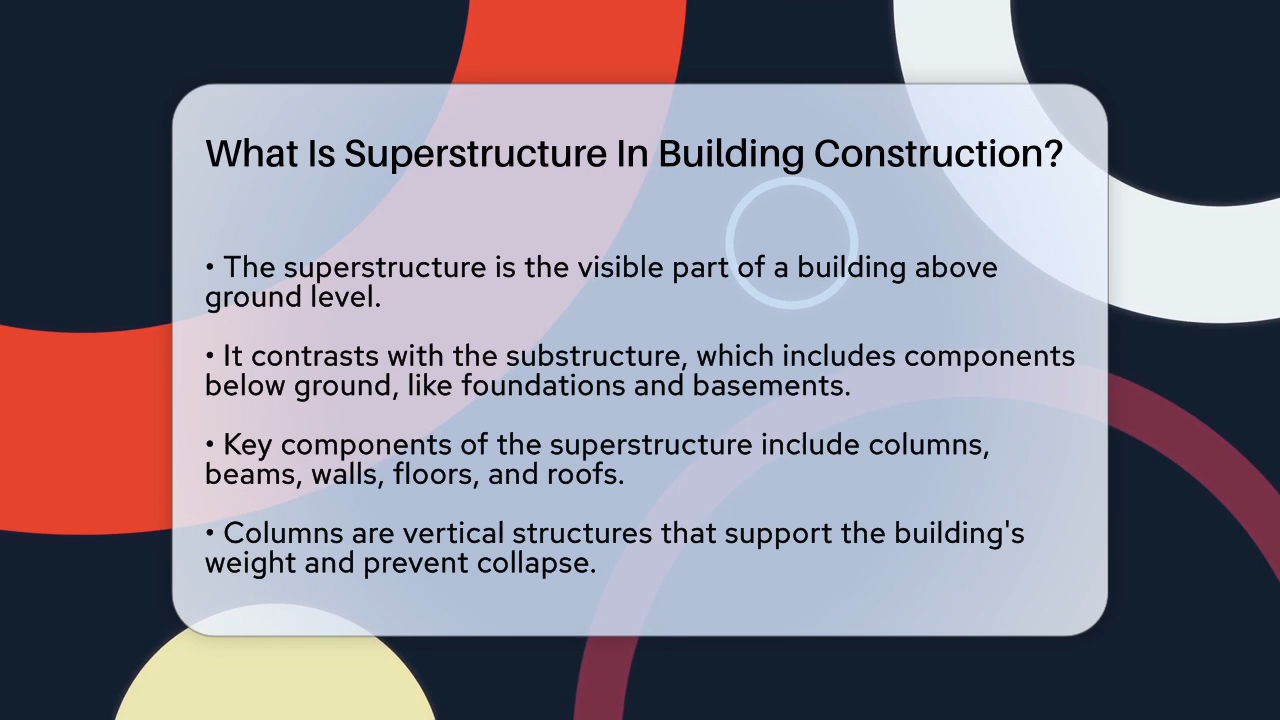 What Is Superstructure In Building Construction?
• The superstructure is the visible part of a building above
ground level.
• It contrasts with the substructure, which includes components
below ground, like foundations and basements.
• Key components of the superstructure include columns,
beams, walls, floors, and roofs.
• Columns are vertical structures that support the building's
weight and prevent collapse.